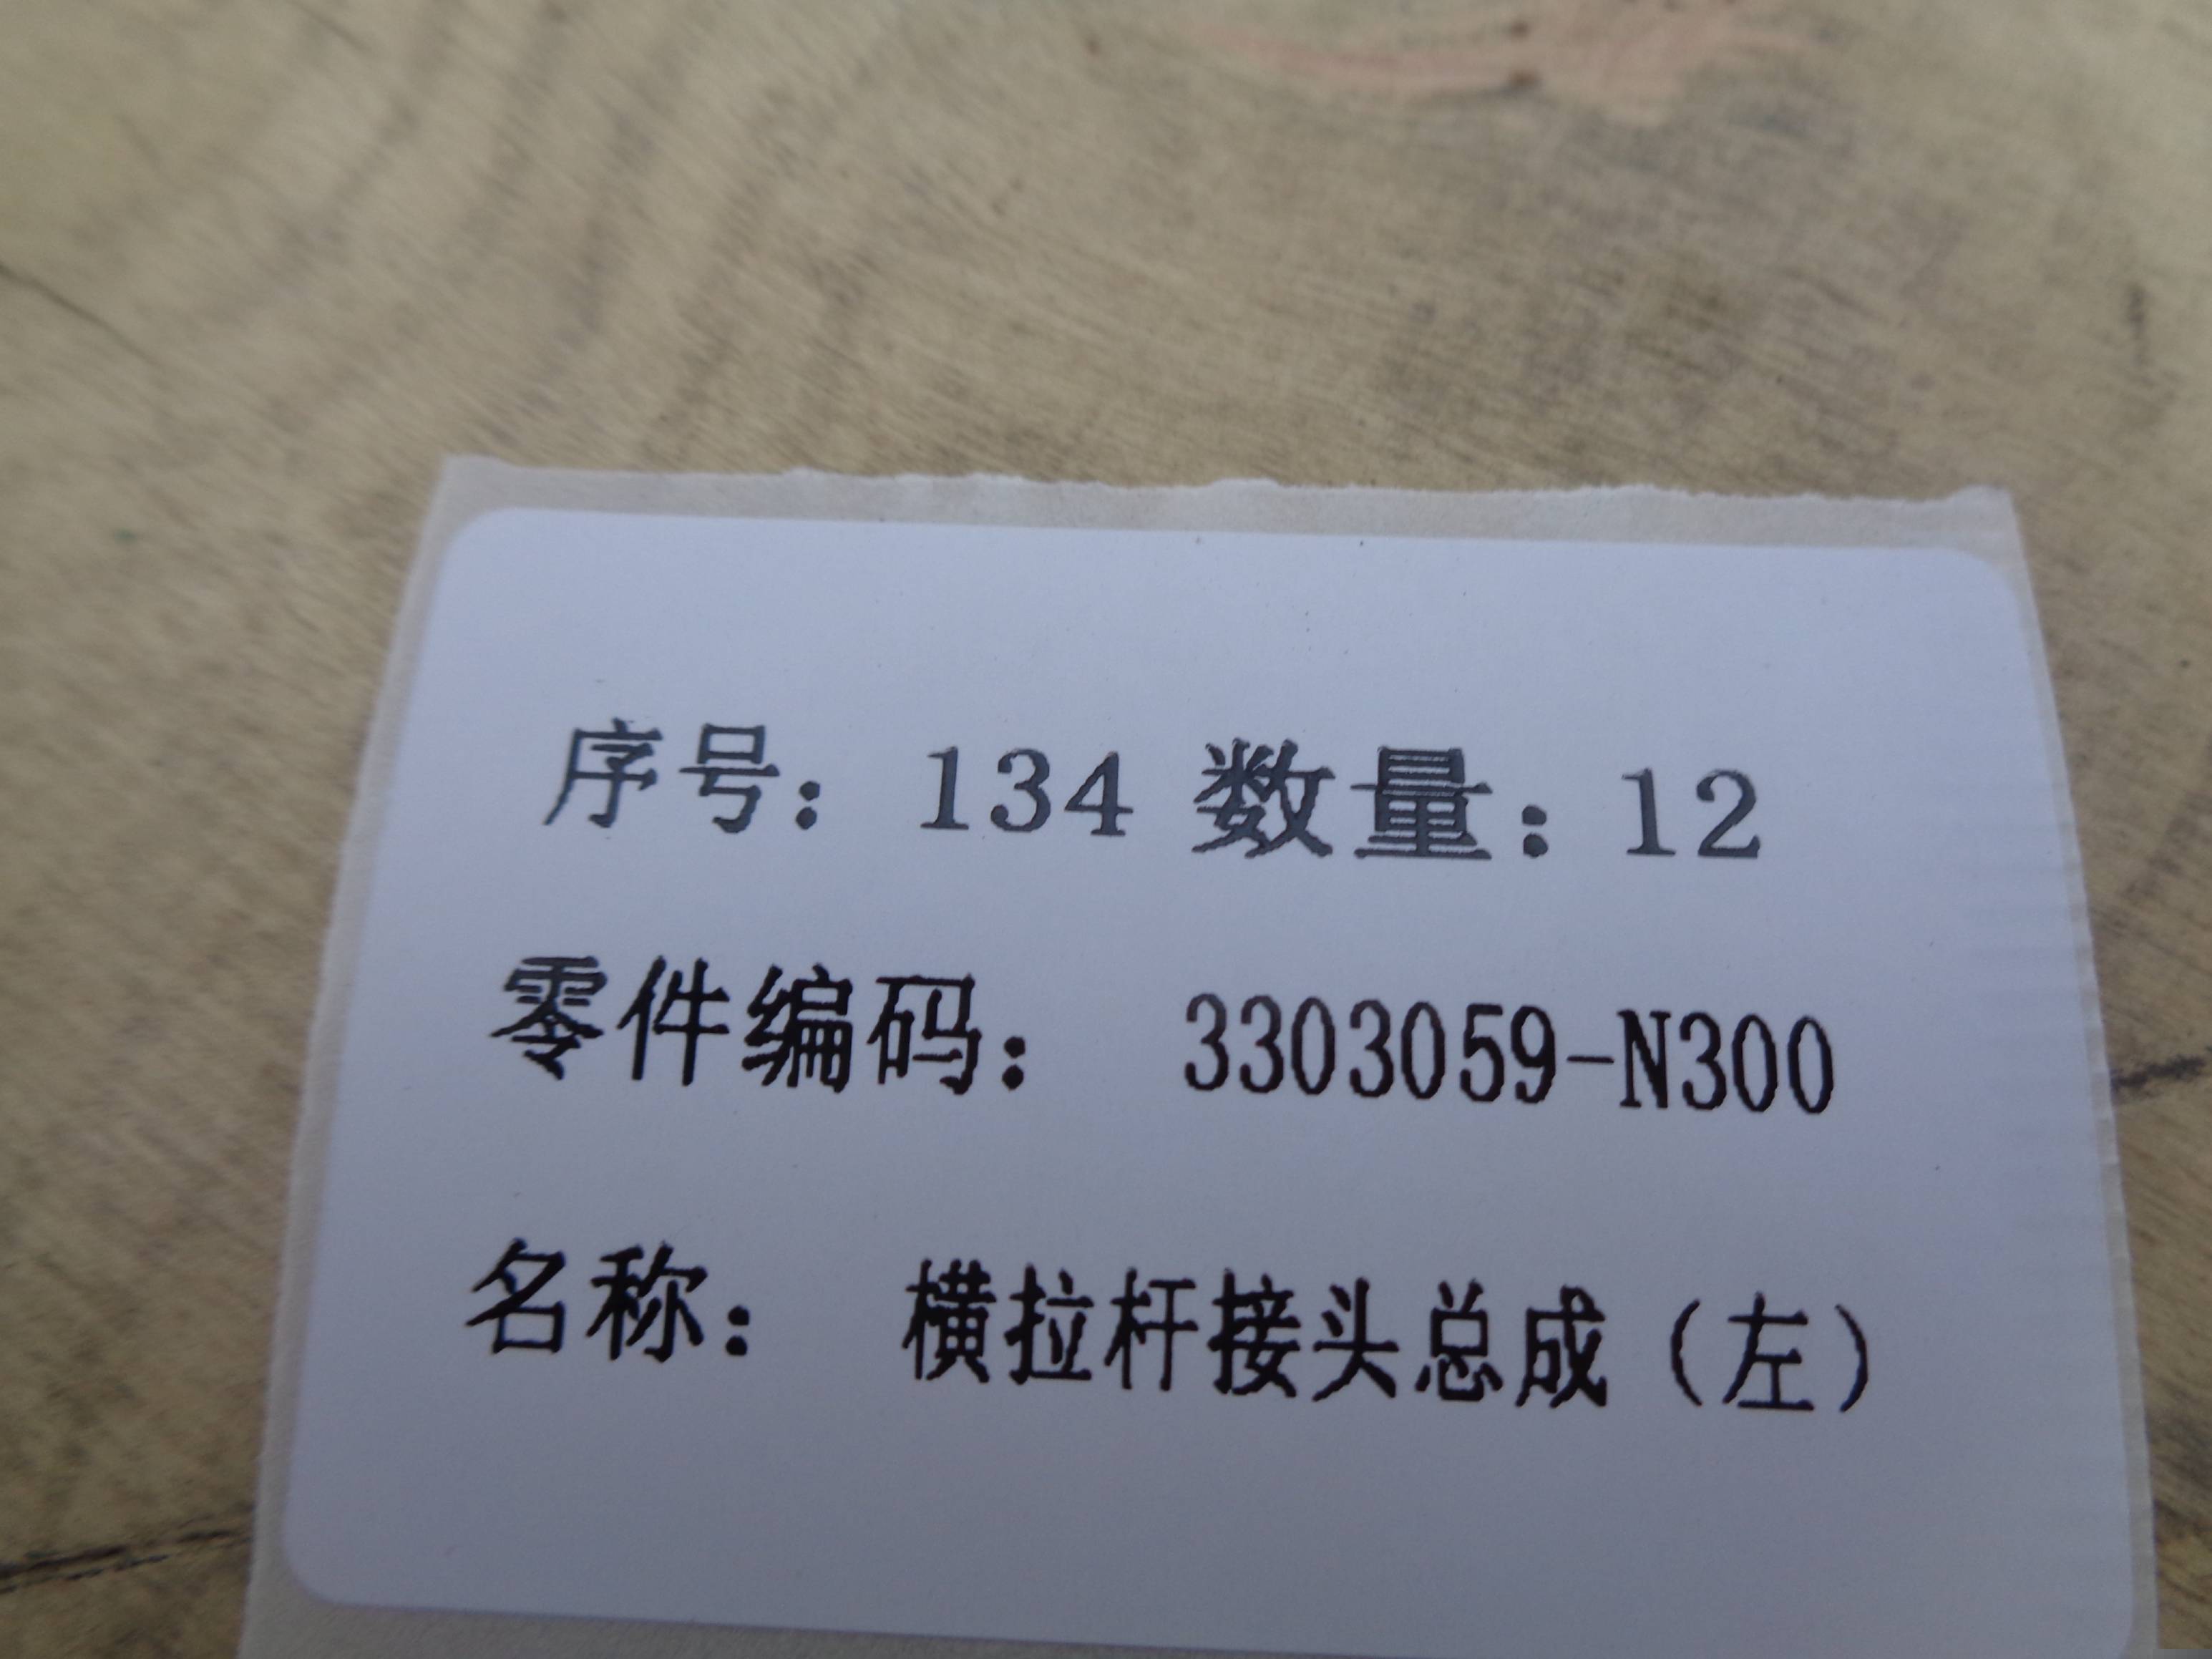 序号： 134 数量：12
零件编码： 3303059-N300
名称： 横拉杆接头总成（左）